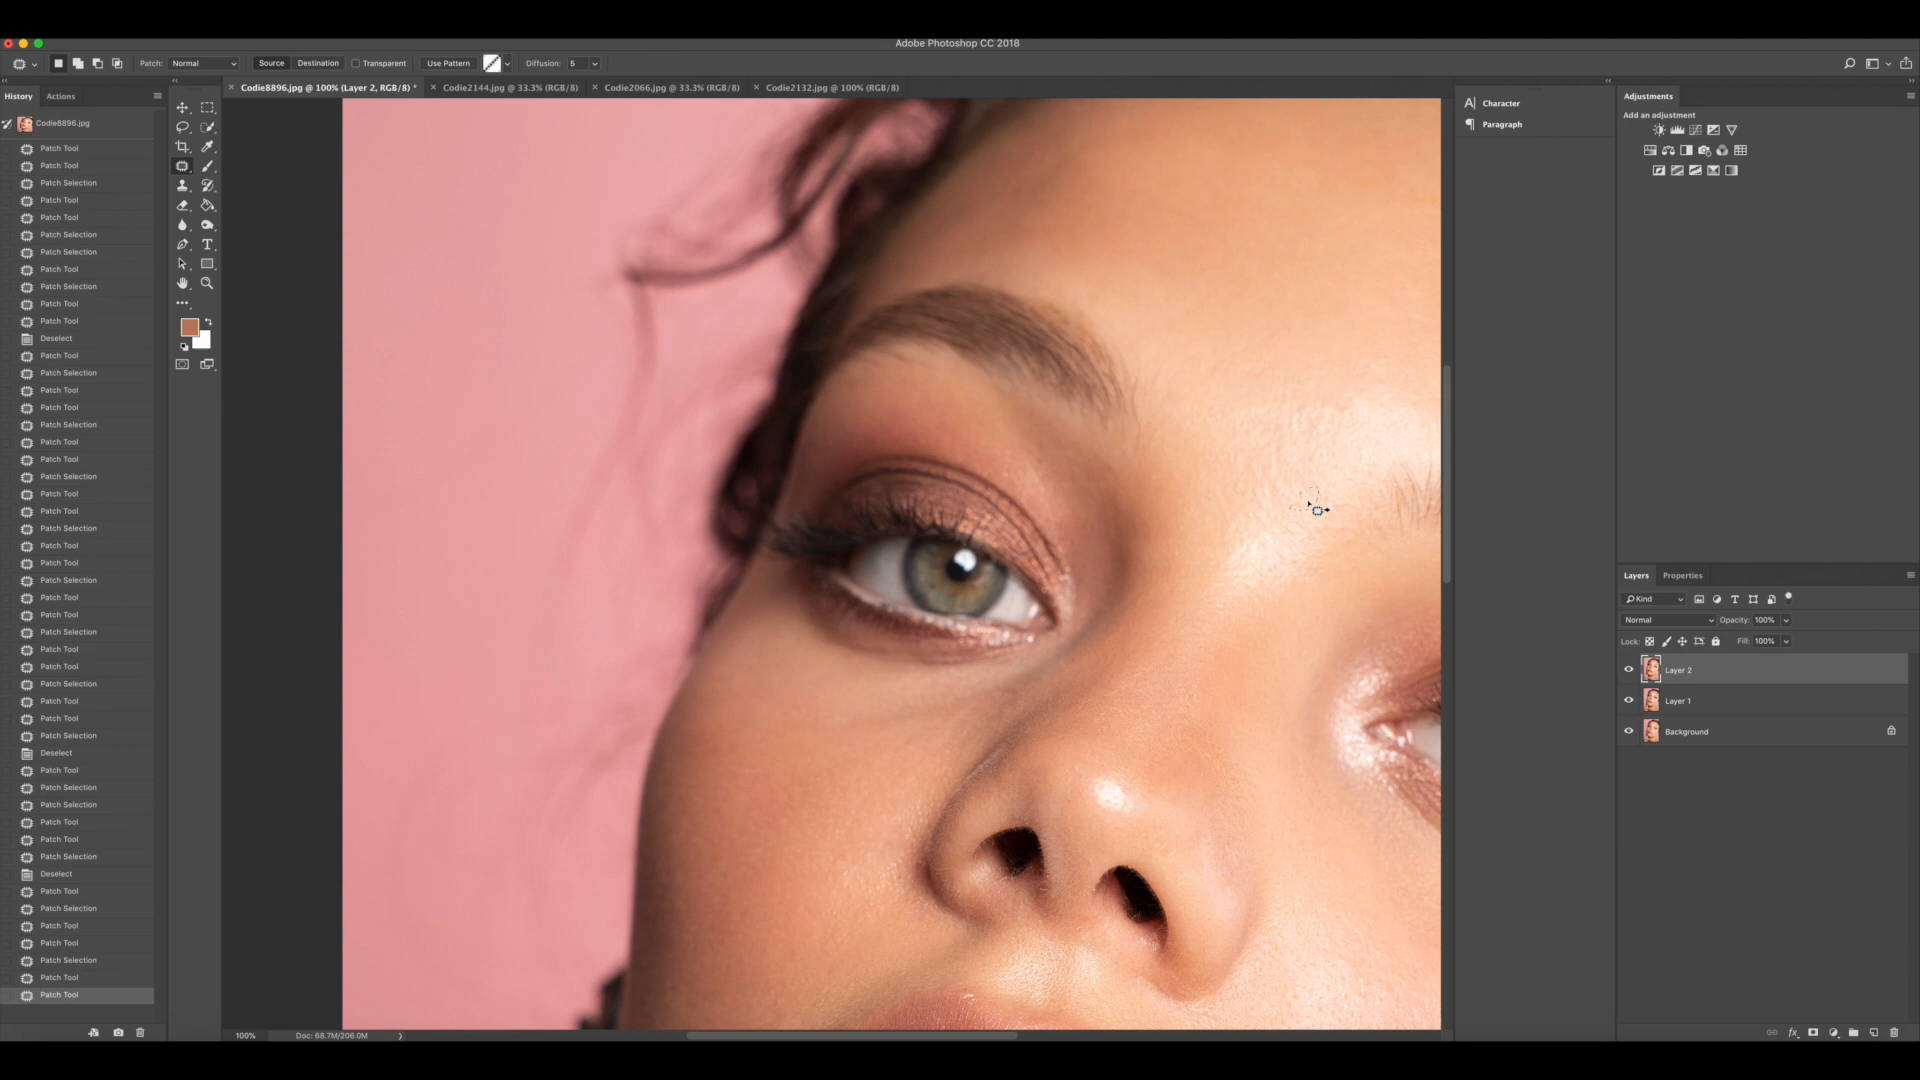 Adobe Photoshop CC 2018
Patch: Normal Source Destination Transparent Use Pattern Diffusion: 5
History Actions
Codie8896.jpg @ 100% (Layer 2, RGB/8) * Codie2144.jpg @ 33.3% (RGB/8) Codie2066.jpg @ 33.3% (RGB/8) Codie2132.jpg @ 100% (RGB/8)
Codie8896.jpg
Patch Tool
Patch Tool
Patch Selection
Patch Tool
Patch Tool
Patch Selection
Patch Selection
Patch Tool
Patch Selection
Patch Tool
Patch Tool
Deselect
Patch Tool
Patch Selection
Patch Tool
Patch Tool
Patch Selection
Patch Tool
Patch Tool
Patch Selection
Patch Tool
Patch Tool
Patch Selection
Patch Tool
Patch Tool
Patch Selection
Patch Tool
Patch Tool
Patch Selection
Patch Tool
Patch Tool
Patch Selection
Patch Tool
Patch Tool
Patch Selection
Deselect
Patch Tool
Patch Selection
Patch Selection
Patch Tool
Patch Tool
Patch Selection
Deselect
Patch Tool
Patch Selection
Patch Tool
Patch Tool
Patch Selection
Patch Tool
Patch Tool
100% Doc: 68.7M/206.0M
Character
Paragraph
Adjustments
Add an adjustment
Layers Properties
Kind
Normal Opacity: 100%
Lock: Fill: 100%
Layer 2
Layer 1
Background